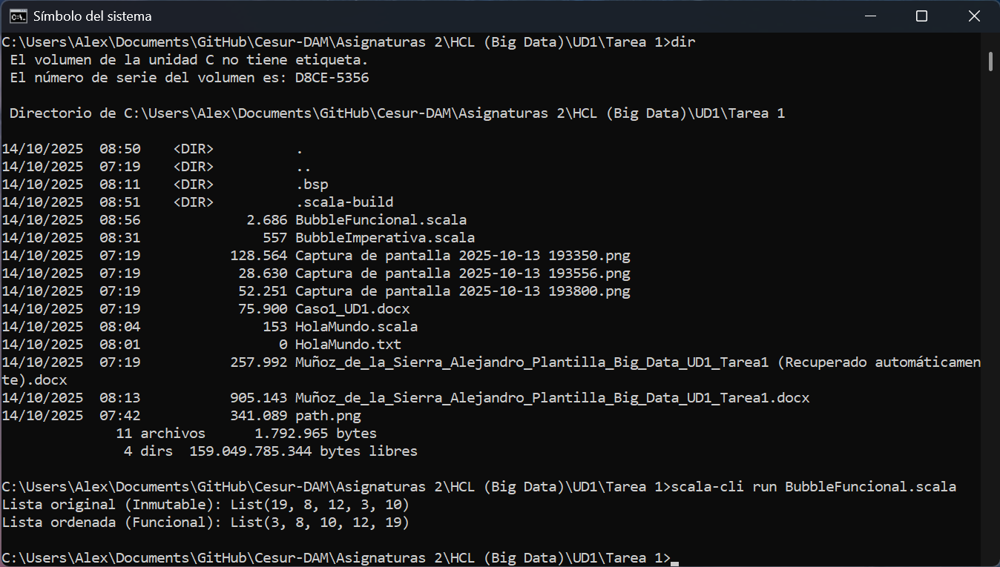 Símbolo del sistema
C:\Users\Alex\Documents\GitHub\Cesur-DAM\Asignaturas 2\HCL (Big Data)\UD1\Tarea 1>dir
 El volumen de la unidad C no tiene etiqueta.
 El número de serie del volumen es: D8CE-5356

 Directorio de C:\Users\Alex\Documents\GitHub\Cesur-DAM\Asignaturas 2\HCL (Big Data)\UD1\Tarea 1

14/10/2025  08:50    <DIR>          .
14/10/2025  07:19    <DIR>          ..
14/10/2025  08:11    <DIR>          .bsp
14/10/2025  08:51    <DIR>          .scala-build
14/10/2025  08:56             2.686 BubbleFuncional.scala
14/10/2025  08:31               557 BubbleImperativa.scala
14/10/2025  07:19           128.564 Captura de pantalla 2025-10-13 193350.png
14/10/2025  07:19            28.630 Captura de pantalla 2025-10-13 193556.png
14/10/2025  07:19            52.251 Captura de pantalla 2025-10-13 193800.png
14/10/2025  07:19            75.900 Caso1_UD1.docx
14/10/2025  08:04               153 HolaMundo.scala
14/10/2025  08:01                 0 HolaMundo.txt
14/10/2025  07:19           257.992 Muñoz_de_la_Sierra_Alejandro_Plantilla_Big_Data_UD1_Tarea1 (Recuperado automáticamen
te).docx
14/10/2025  08:13           905.143 Muñoz_de_la_Sierra_Alejandro_Plantilla_Big_Data_UD1_Tarea1.docx
14/10/2025  07:42           341.089 path.png
              11 archivos      1.792.965 bytes
               4 dirs  159.049.785.344 bytes libres

C:\Users\Alex\Documents\GitHub\Cesur-DAM\Asignaturas 2\HCL (Big Data)\UD1\Tarea 1>scala-cli run BubbleFuncional.scala
Lista original (Inmutable): List(19, 8, 12, 3, 10)
Lista ordenada (Funcional): List(3, 8, 10, 12, 19)

C:\Users\Alex\Documents\GitHub\Cesur-DAM\Asignaturas 2\HCL (Big Data)\UD1\Tarea 1>